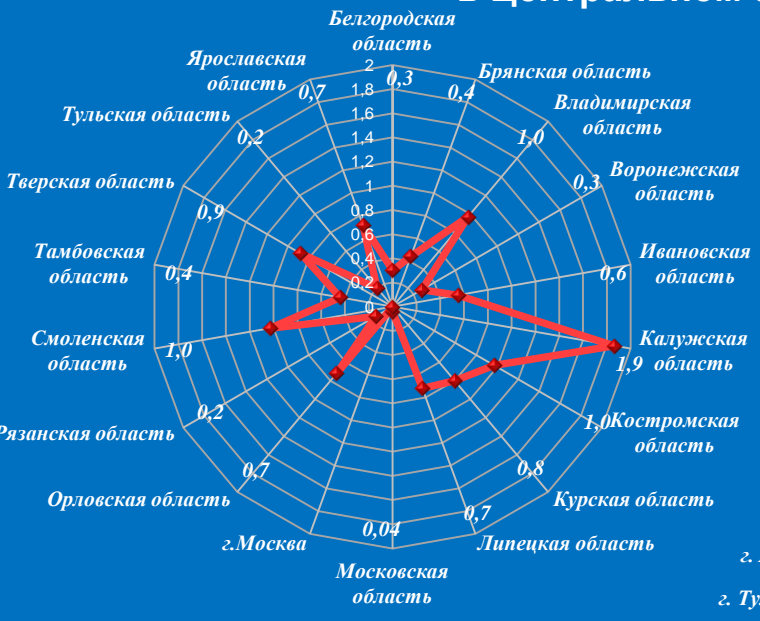 Белгородская
область
0,3
Брянская область
0,4
Владимирская
область
1,0
Воронежская
область
0,3
Ивановская
область
0,6
Калужская
область
1,9
Костромская
область
1,0
Курская область
0,8
Липецкая область
0,7
Московская
область
0,04
г.Москва
Орловская область
0,7
Рязанская область
0,2
Смоленская
область
1,0
Тамбовская
область
0,4
Тверская область
0,9
Тульская область
0,2
Ярославская
область
0,7
2
1,8
1,6
1,4
1,2
1
0,8
0,6
0,4
0,2
0
г.
г.